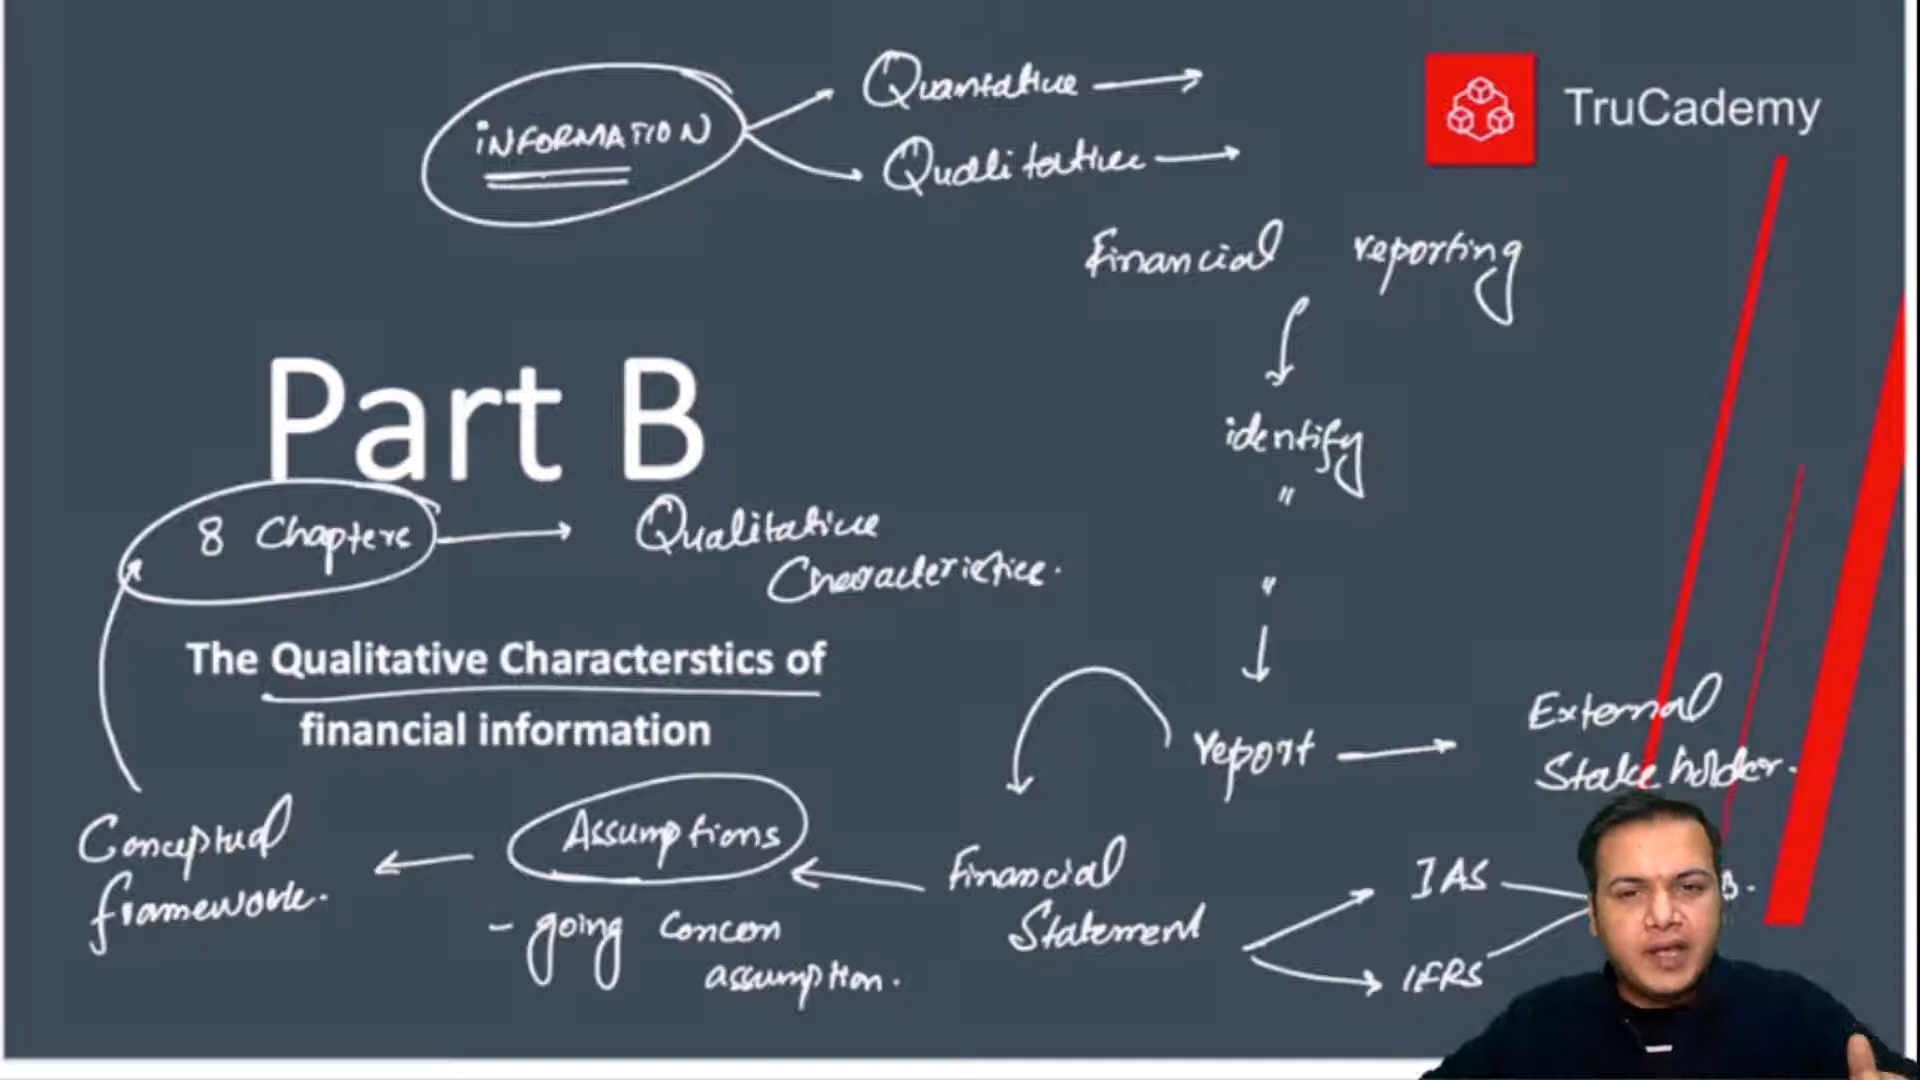 Quantative
iNFORMATION
Qualitative
TruCademy
Financial reporting
Part B
identify
"
8 Chapters
Qualitative
Characteristics.
"
The Qualitative Characterstics of
financial information
report
External
Stake holder.
Conceptual
framework.
Assumptions
- going concern
assumption.
Financial
Statement
IAS
IFRS